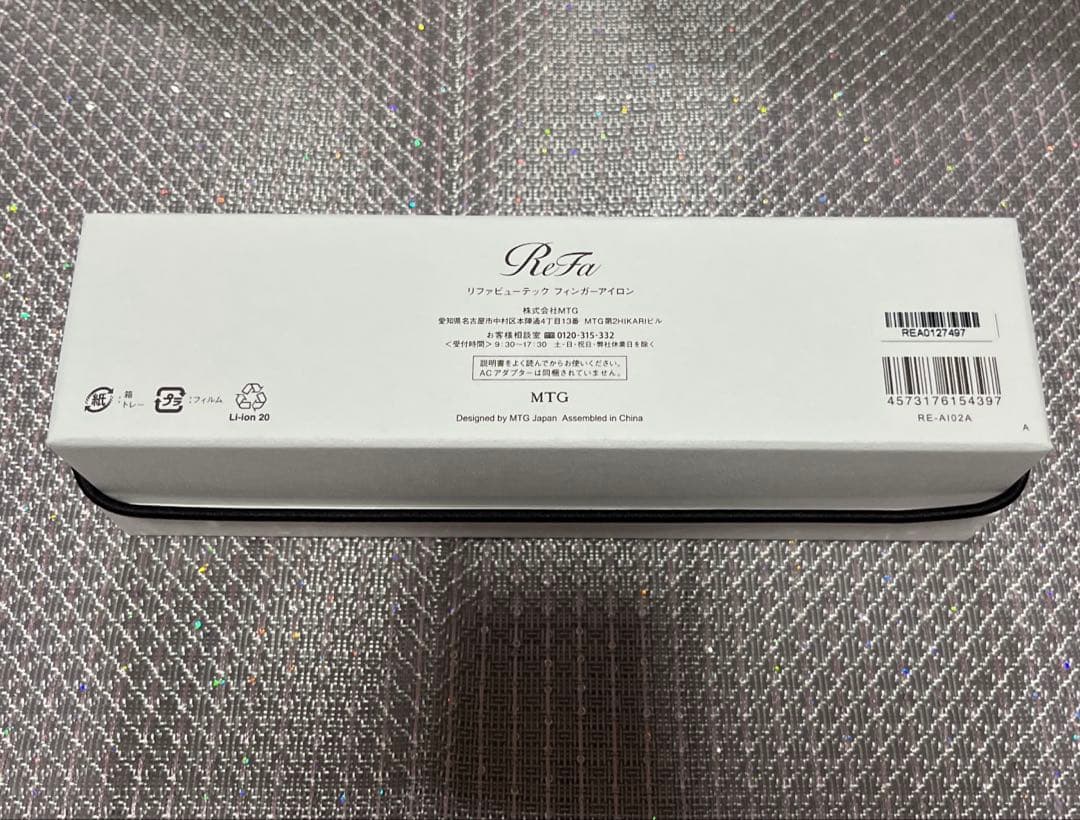 ReFa
リファビューテック フィンガーアイロン
株式会社MTG
愛知県名古屋市中村区本陣通4丁目13番 MTG第2HIKARIビル
お客様相談室 0120-315-332
＜受付時間＞9:30〜17:30 土・日・祝日・弊社休業日を除く
説明書をよく読んでからお使いください。
ACアダプターは同梱されていません。
MTG
Designed by MTG Japan Assembled in China
紙 : 箱
トレー
プラ : フィルム
Li-ion 20
REA0127497
4573176154397
RE-AI02A
A